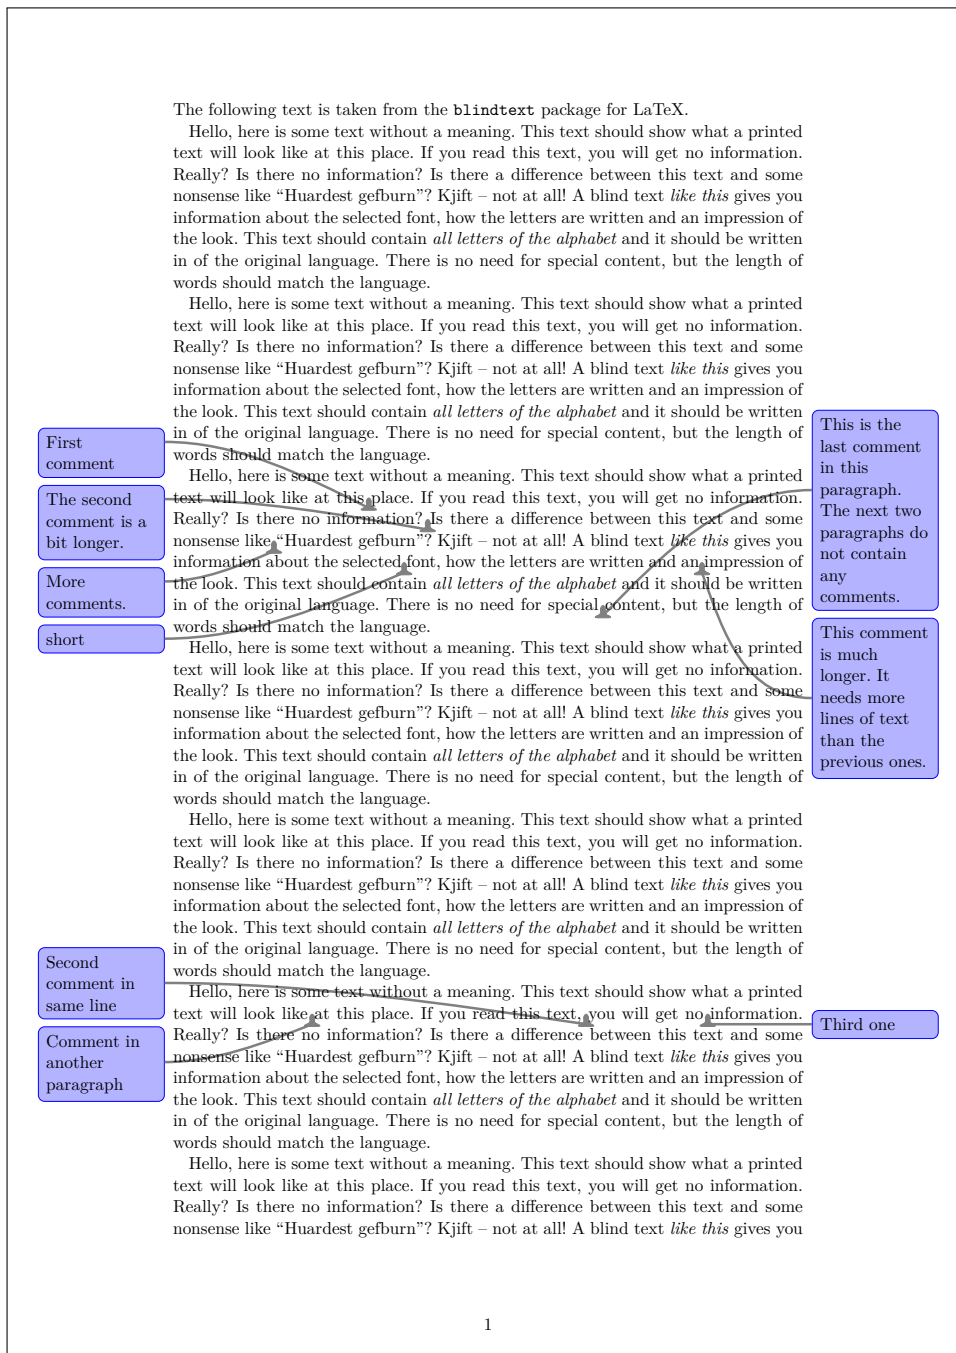 The following text is taken from the blindtext package for LaTeX.
Hello, here is some text without a meaning. This text should show what a printed
text will look like at this place. If you read this text, you will get no information.
Really? Is there no information? Is there a difference between this text and some
nonsense like “Huardest gefburn”? Kjift – not at all! A blind text like this gives you
information about the selected font, how the letters are written and an impression of
the look. This text should contain all letters of the alphabet and it should be written
in of the original language. There is no need for special content, but the length of
words should match the language.
Hello, here is some text without a meaning. This text should show what a printed
text will look like at this place. If you read this text, you will get no information.
Really? Is there no information? Is there a difference between this text and some
nonsense like “Huardest gefburn”? Kjift – not at all! A blind text like this gives you
information about the selected font, how the letters are written and an impression of
the look. This text should contain all letters of the alphabet and it should be written
in of the original language. There is no need for special content, but the length of
words should match the language.
Hello, here is some text without a meaning. This text should show what a printed
text will look like at this place. If you read this text, you will get no information.
Really? Is there no information? Is there a difference between this text and some
nonsense like “Huardest gefburn”? Kjift – not at all! A blind text like this gives you
information about the selected font, how the letters are written and an impression of
the look. This text should contain all letters of the alphabet and it should be written
in of the original language. There is no need for special content, but the length of
words should match the language.
Hello, here is some text without a meaning. This text should show what a printed
text will look like at this place. If you read this text, you will get no information.
Really? Is there no information? Is there a difference between this text and some
nonsense like “Huardest gefburn”? Kjift – not at all! A blind text like this gives you
information about the selected font, how the letters are written and an impression of
the look. This text should contain all letters of the alphabet and it should be written
in of the original language. There is no need for special content, but the length of
words should match the language.
Hello, here is some text without a meaning. This text should show what a printed
text will look like at this place. If you read this text, you will get no information.
Really? Is there no information? Is there a difference between this text and some
nonsense like “Huardest gefburn”? Kjift – not at all! A blind text like this gives you
information about the selected font, how the letters are written and an impression of
the look. This text should contain all letters of the alphabet and it should be written
in of the original language. There is no need for special content, but the length of
words should match the language.
Hello, here is some text without a meaning. This text should show what a printed
text will look like at this place. If you read this text, you will get no information.
Really? Is there no information? Is there a difference between this text and some
nonsense like “Huardest gefburn”? Kjift – not at all! A blind text like this gives you
information about the selected font, how the letters are written and an impression of
the look. This text should contain all letters of the alphabet and it should be written
in of the original language. There is no need for special content, but the length of
words should match the language.
Hello, here is some text without a meaning. This text should show what a printed
text will look like at this place. If you read this text, you will get no information.
Really? Is there no information? Is there a difference between this text and some
nonsense like “Huardest gefburn”? Kjift – not at all! A blind text like this gives you
First
comment
The second
comment is a
bit longer.
More
comments.
short
Second
comment in
same line
Comment in
another
paragraph
This is the
last comment
in this
paragraph.
The next two
paragraphs do
not contain
any
comments.
This comment
is much
longer. It
needs more
lines of text
than the
previous ones.
Third one
1